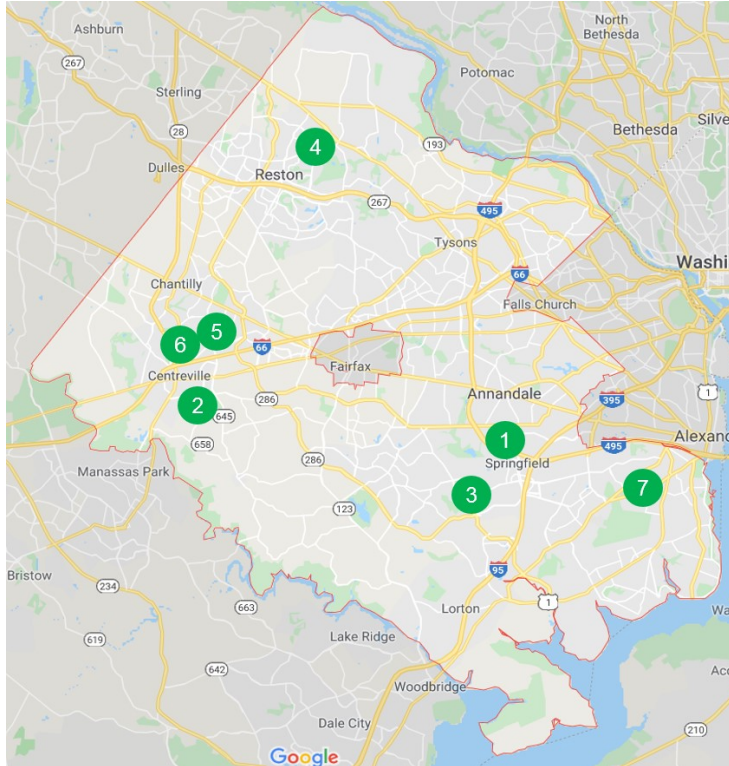 Ashburn
North
Bethesda
267
Potomac
Sterling
Silve
28
Bethesda
193
4
Dulles
Reston
267
495
Tysons
Washi
66
Chantilly
Falls Church
5
6
66
Fairfax
Centreville
Annandale
395
1
2
645
286
1
495
Alexan
658
Springfield
Manassas Park
286
3
7
123
Bristow
95
234
1
663
Lorton
Wa
619
Lake Ridge
642
Woodbridge
Acc
Dale City
210
Google